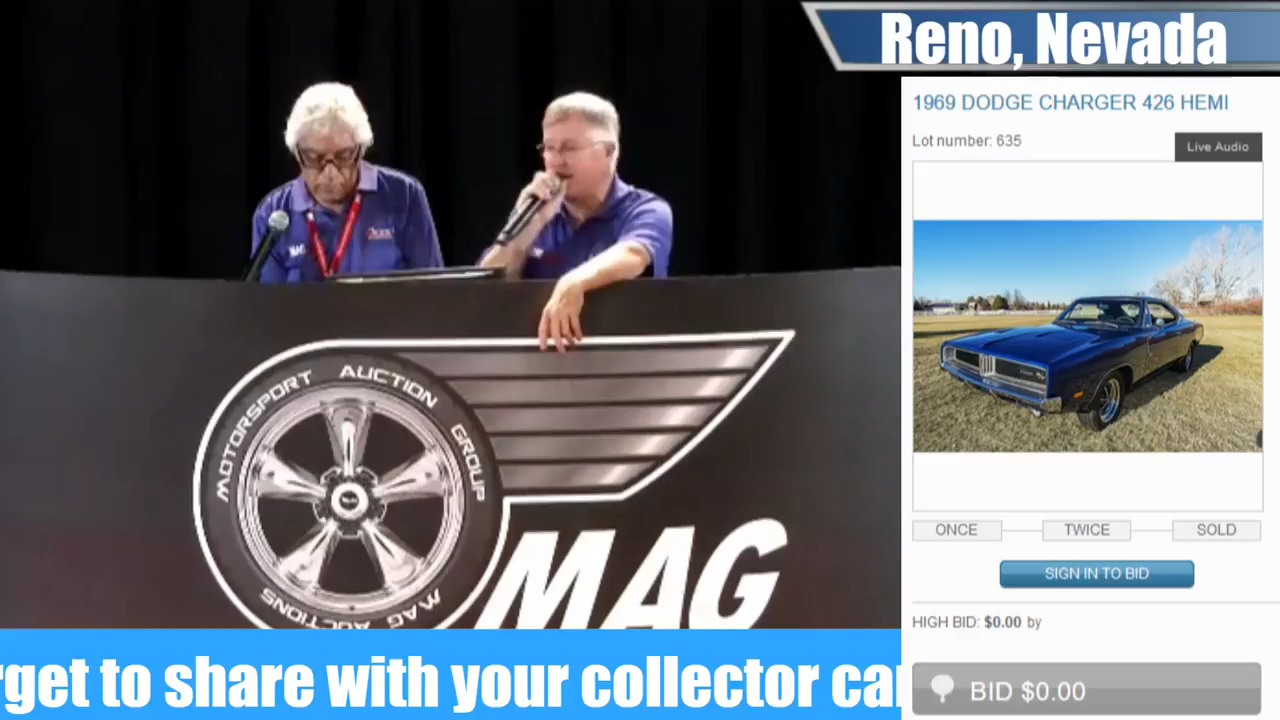 Reno, Nevada
1969 DODGE CHARGER 426 HEMI
Lot number: 635
Live Audio
MAG
MOTORSPORT AUCTION GROUP
MAG AUCTIONS
MAG
ONCE
TWICE
SOLD
SIGN IN TO BID
HIGH BID: $0.00 by
BID $0.00
rget to share with your collector car